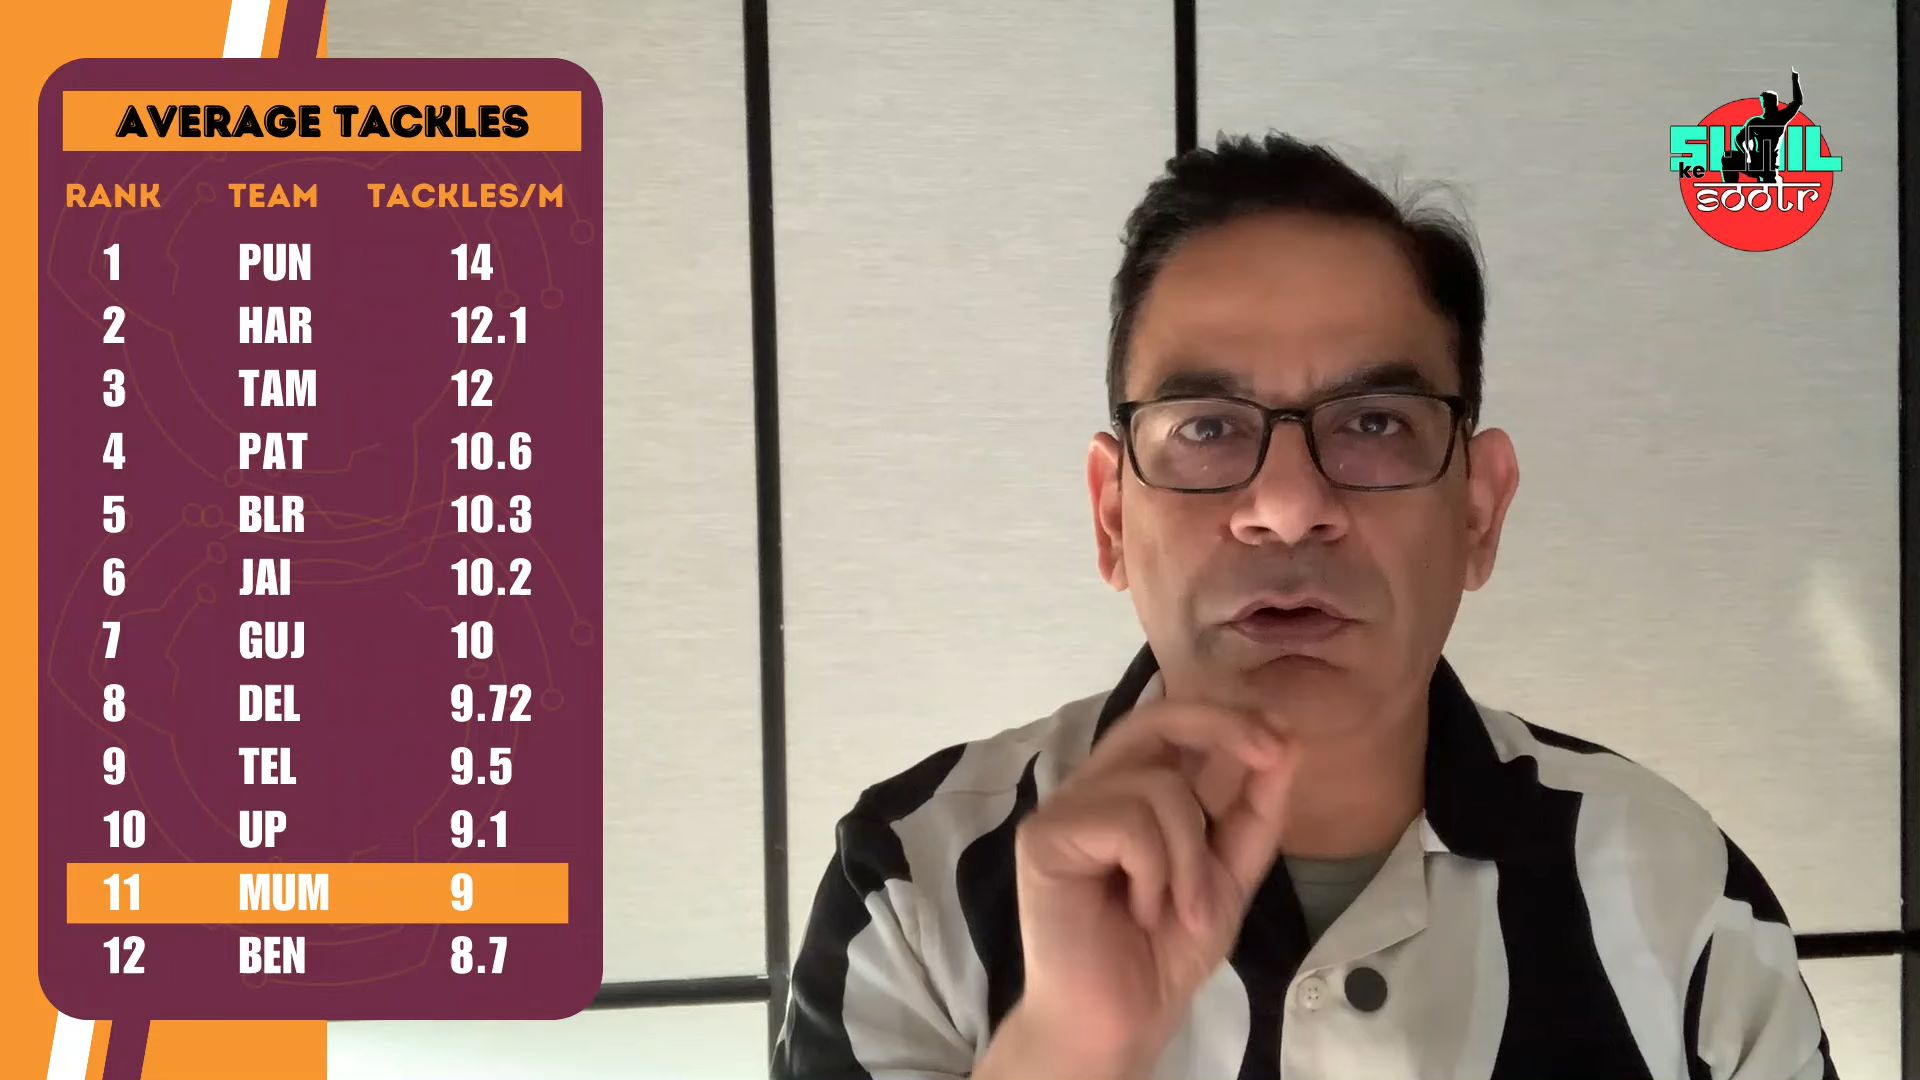 AVERAGE TACKLES
RANK TEAM TACKLES/M
1 PUN 14
2 HAR 12.1
3 TAM 12
4 PAT 10.6
5 BLR 10.3
6 JAI 10.2
7 GUJ 10
8 DEL 9.72
9 TEL 9.5
10 UP 9.1
11 MUM 9
12 BEN 8.7
SUNIL
ke
sootr